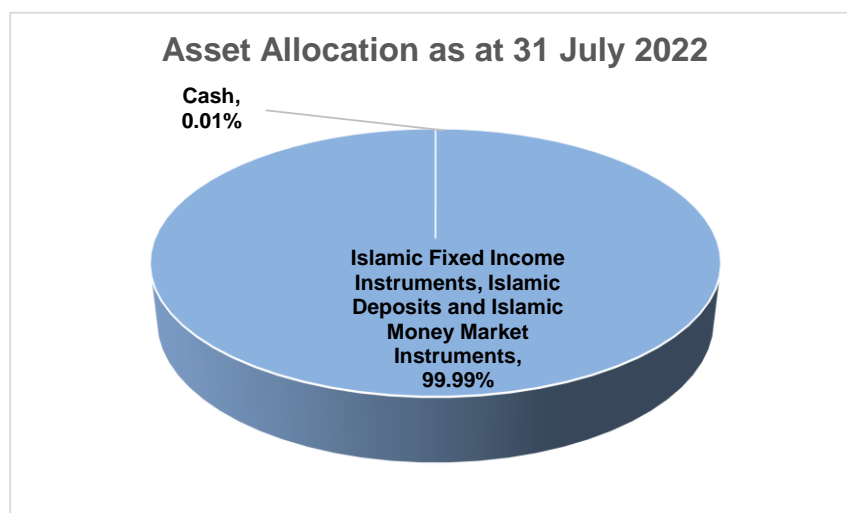 Asset Allocation as at 31 July 2022
Cash,
0.01%
Islamic Fixed Income
Instruments, Islamic
Deposits and Islamic
Money Market
Instruments,
99.99%